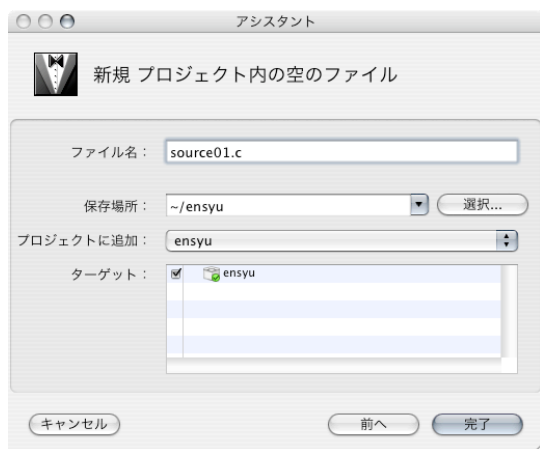 アシスタント
新規 プロジェクト内の空のファイル
ファイル名：
source01.c
保存場所：
~/ensyu
選択...
プロジェクトに追加：
ensyu
ターゲット：
ensyu
キャンセル
前へ
完了